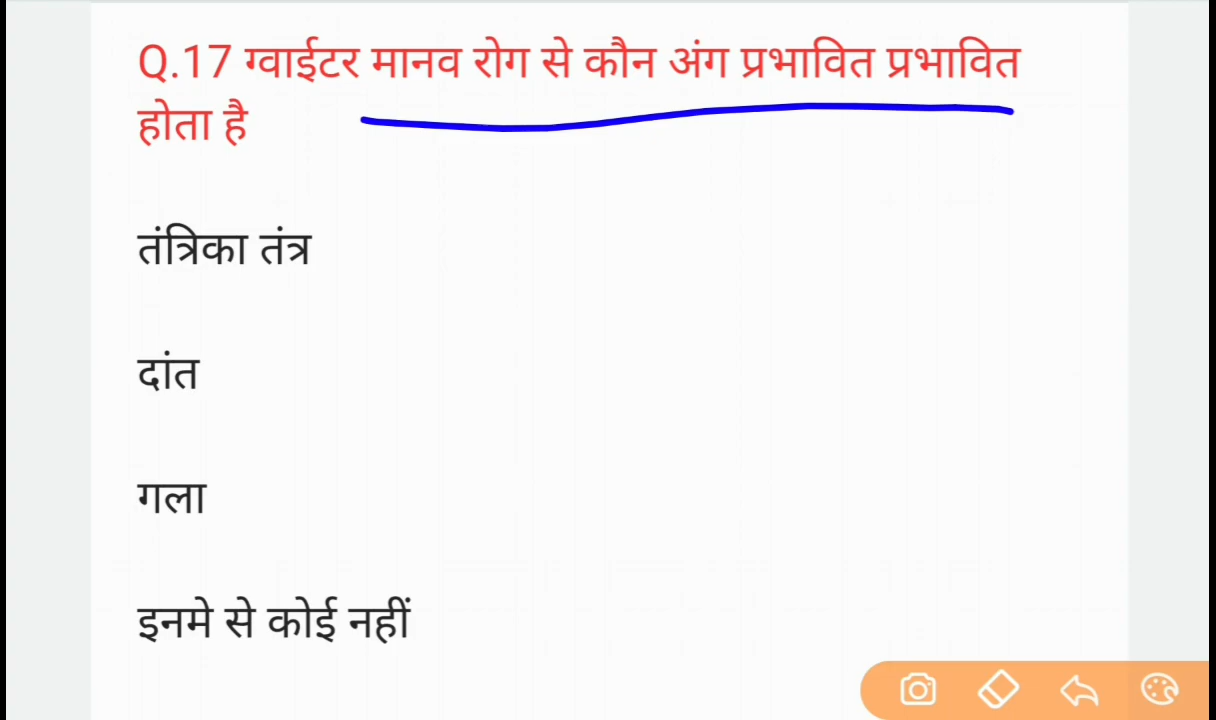 Q.17 ग्वाईटर मानव रोग से कौन अंग प्रभावित प्रभावित
होता है
तंत्रिका तंत्र
दांत
गला
इनमे से कोई नहीं